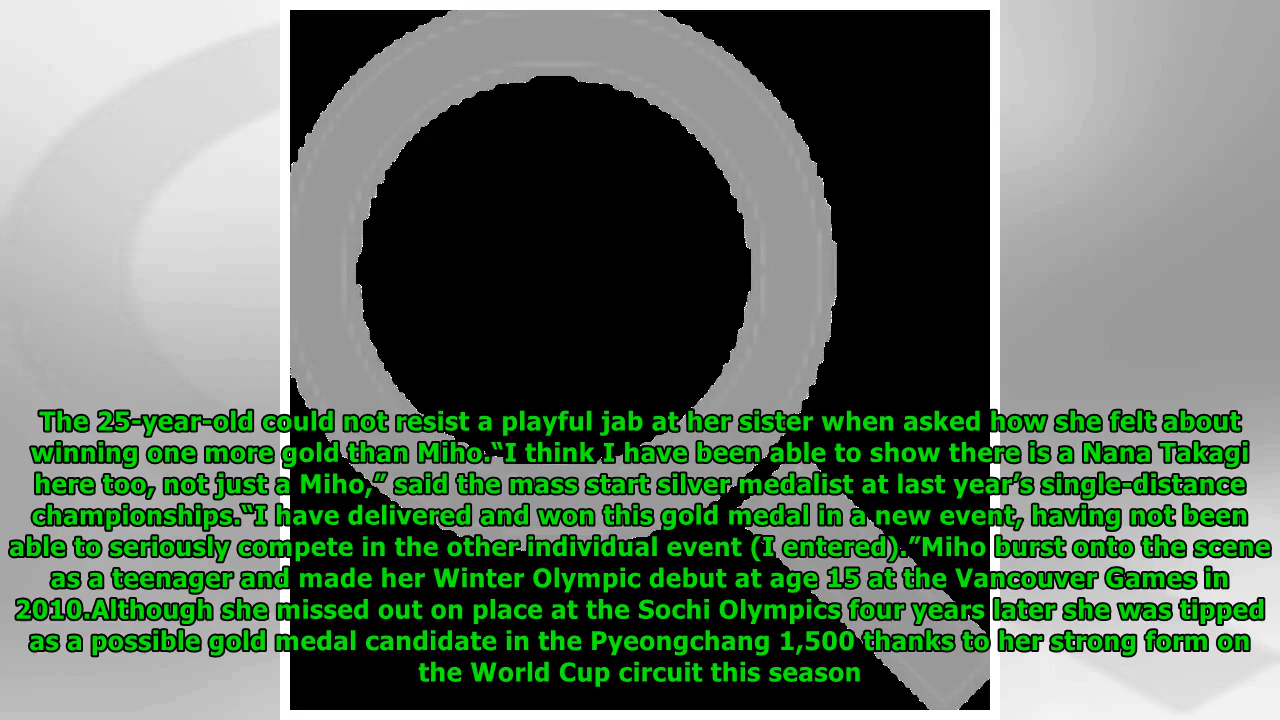 The 25-year-old could not resist a playful jab at her sister when asked how she felt about
winning one more gold than Miho.“I think I have been able to show there is a Nana Takagi
here too, not just a Miho,” said the mass start silver medalist at last year’s single-distance
championships.“I have delivered and won this gold medal in a new event, having not been
able to seriously compete in the other individual event (I entered).”Miho burst onto the scene
as a teenager and made her Winter Olympic debut at age 15 at the Vancouver Games in
2010.Although she missed out on place at the Sochi Olympics four years later she was tipped
as a possible gold medal candidate in the Pyeongchang 1,500 thanks to her strong form on
the World Cup circuit this season